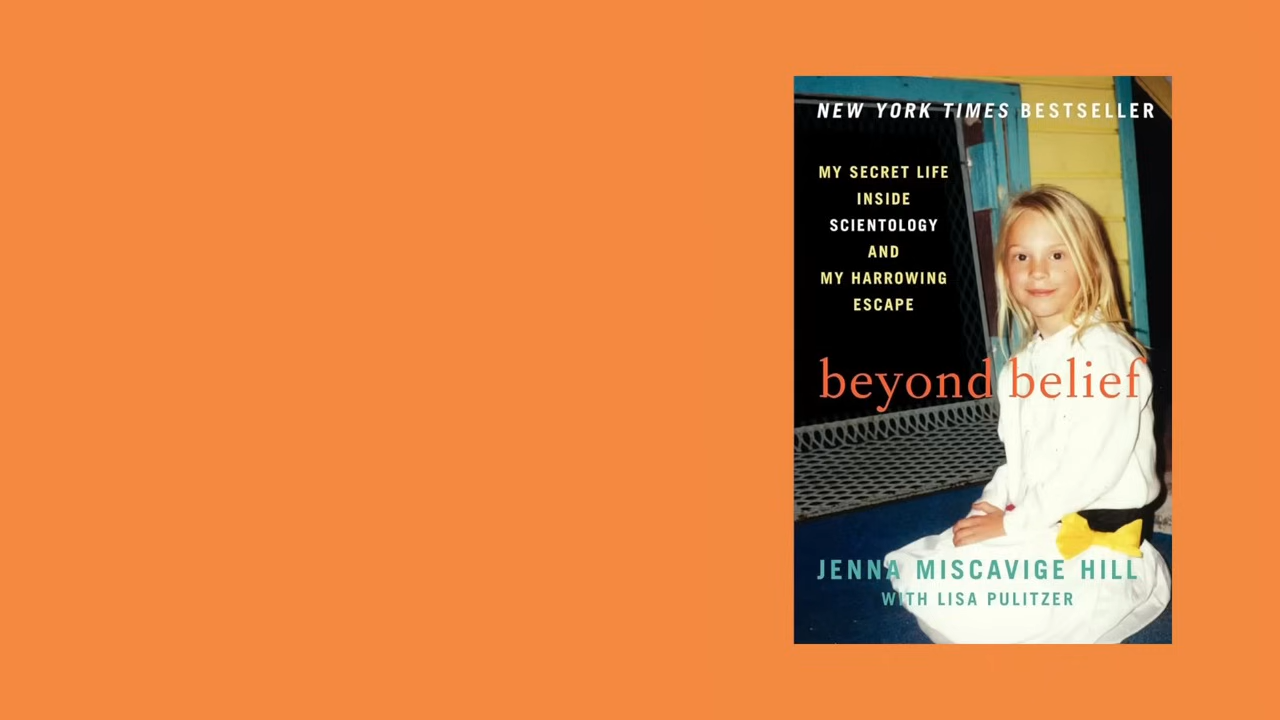 NEW YORK TIMES BESTSELLER
MY SECRET LIFE
INSIDE
SCIENTOLOGY
AND
MY HARROWING
ESCAPE
beyond belief
JENNA MISCAVIGE HILL
WITH LISA PULITZER